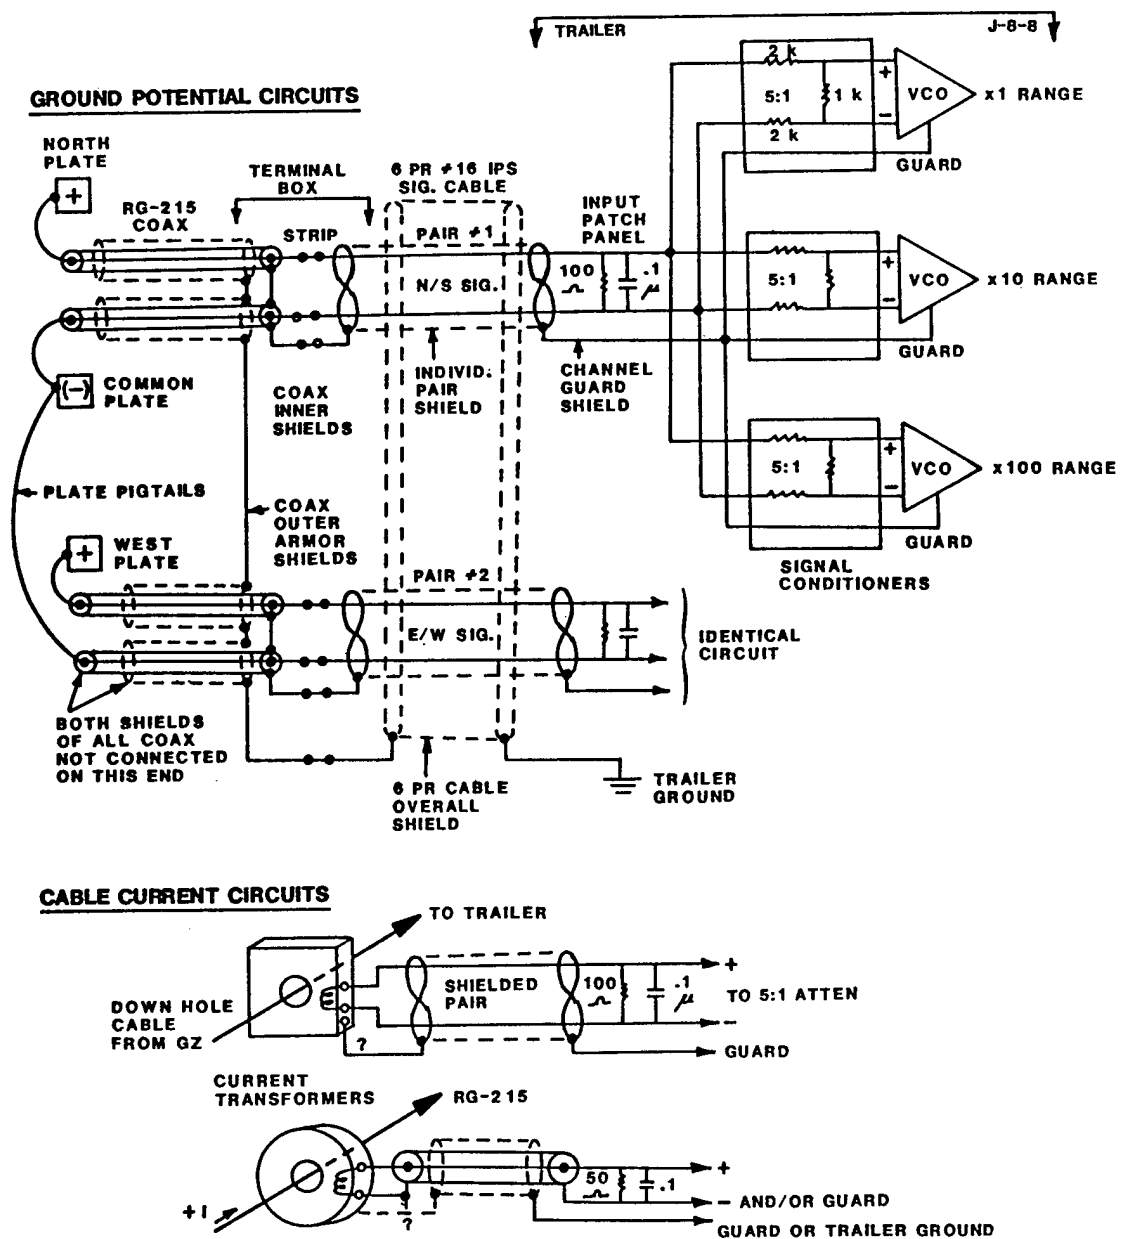 TRAILER
J-8-8
GROUND POTENTIAL CIRCUITS
2 k
5:1
1 k
2 k
+
−
VCO
x1 RANGE
GUARD
NORTH
PLATE
+
RG-215
COAX
TERMINAL
BOX
STRIP
6 PR #16 IPS
SIG. CABLE
PAIR #1
N/S SIG.
INPUT
PATCH
PANEL
100
Ω
.1
μ
5:1
+
−
VCO
x10 RANGE
GUARD
(−)
COMMON
PLATE
COAX
INNER
SHIELDS
INDIVID.
PAIR
SHIELD
CHANNEL
GUARD
SHIELD
5:1
+
−
VCO
x100 RANGE
GUARD
SIGNAL
CONDITIONERS
PLATE PIGTAILS
COAX
OUTER
ARMOR
SHIELDS
WEST
PLATE
+
PAIR #2
E/W SIG.
IDENTICAL
CIRCUIT
BOTH SHIELDS
OF ALL COAX
NOT CONNECTED
ON THIS END
6 PR CABLE
OVERALL
SHIELD
TRAILER
GROUND
CABLE CURRENT CIRCUITS
TO TRAILER
DOWN HOLE
CABLE
FROM GZ
?
SHIELDED
PAIR
100
Ω
.1
μ
+
TO 5:1 ATTEN
−
GUARD
CURRENT
TRANSFORMERS
RG-215
+I
?
50
Ω
.1
+
− AND/OR GUARD
GUARD OR TRAILER GROUND